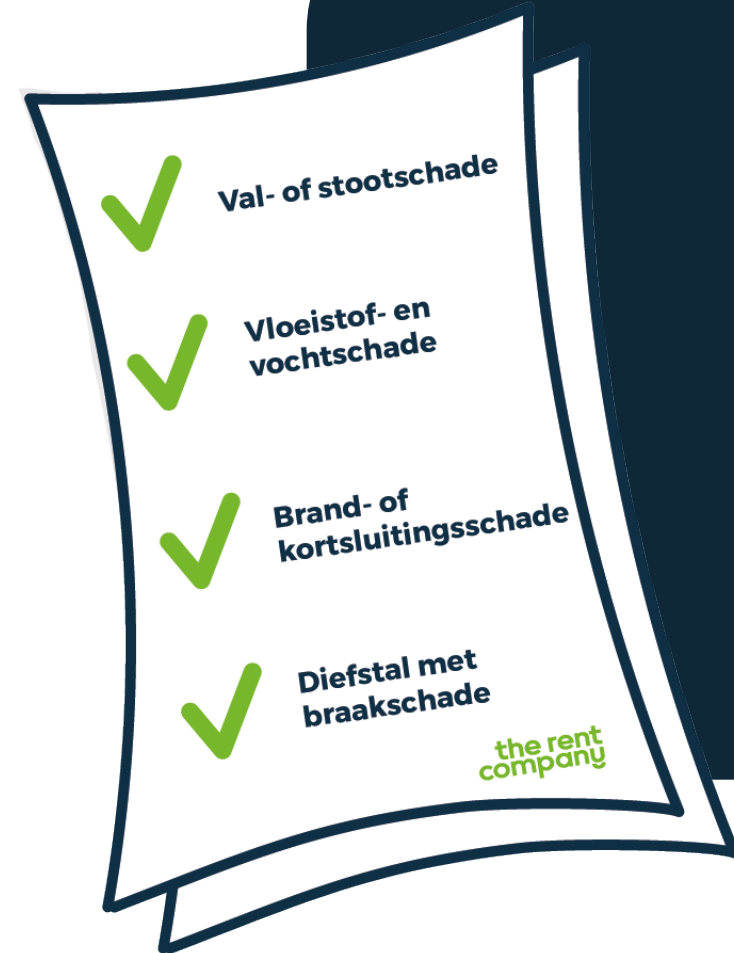 Val- of stootschade
Vloeistof- en
vochtschade
Brand- of
kortsluitingsschade
Diefstal met
braakschade
the rent
company